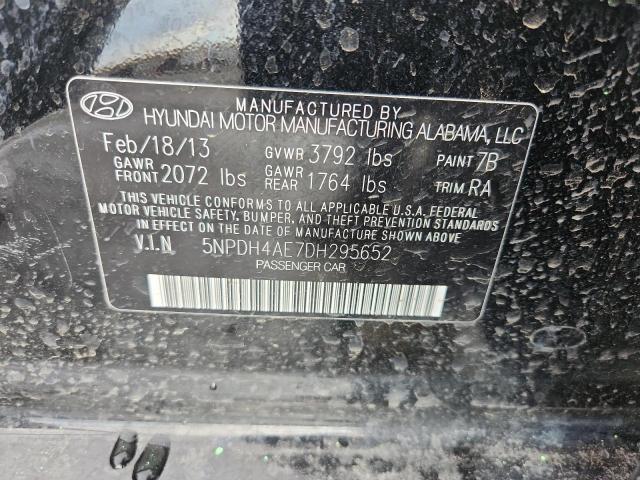 MANUFACTURED BY
HYUNDAI MOTOR MANUFACTURING ALABAMA, LLC
Feb/18/13 GVWR 3792 lbs PAINT 7B
GAWR FRONT 2072 lbs GAWR REAR 1764 lbs TRIM RA
THIS VEHICLE CONFORMS TO ALL APPLICABLE U.S.A. FEDERAL
MOTOR VEHICLE SAFETY, BUMPER, AND THEFT PREVENTION STANDARDS
IN EFFECT ON THE DATE OF MANUFACTURE SHOWN ABOVE.
V.I.N 5NPDH4AE7DH295652
PASSENGER CAR